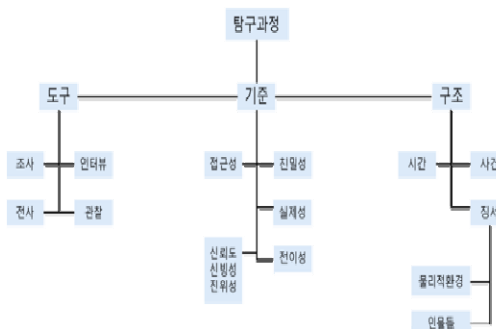 탐구과정
도구
기준
구조
조사
인터뷰
전사
관찰
접근성
친밀성
실제성
신뢰도
신빙성
진위성
전이성
시간
사건
물리적환경
인물들